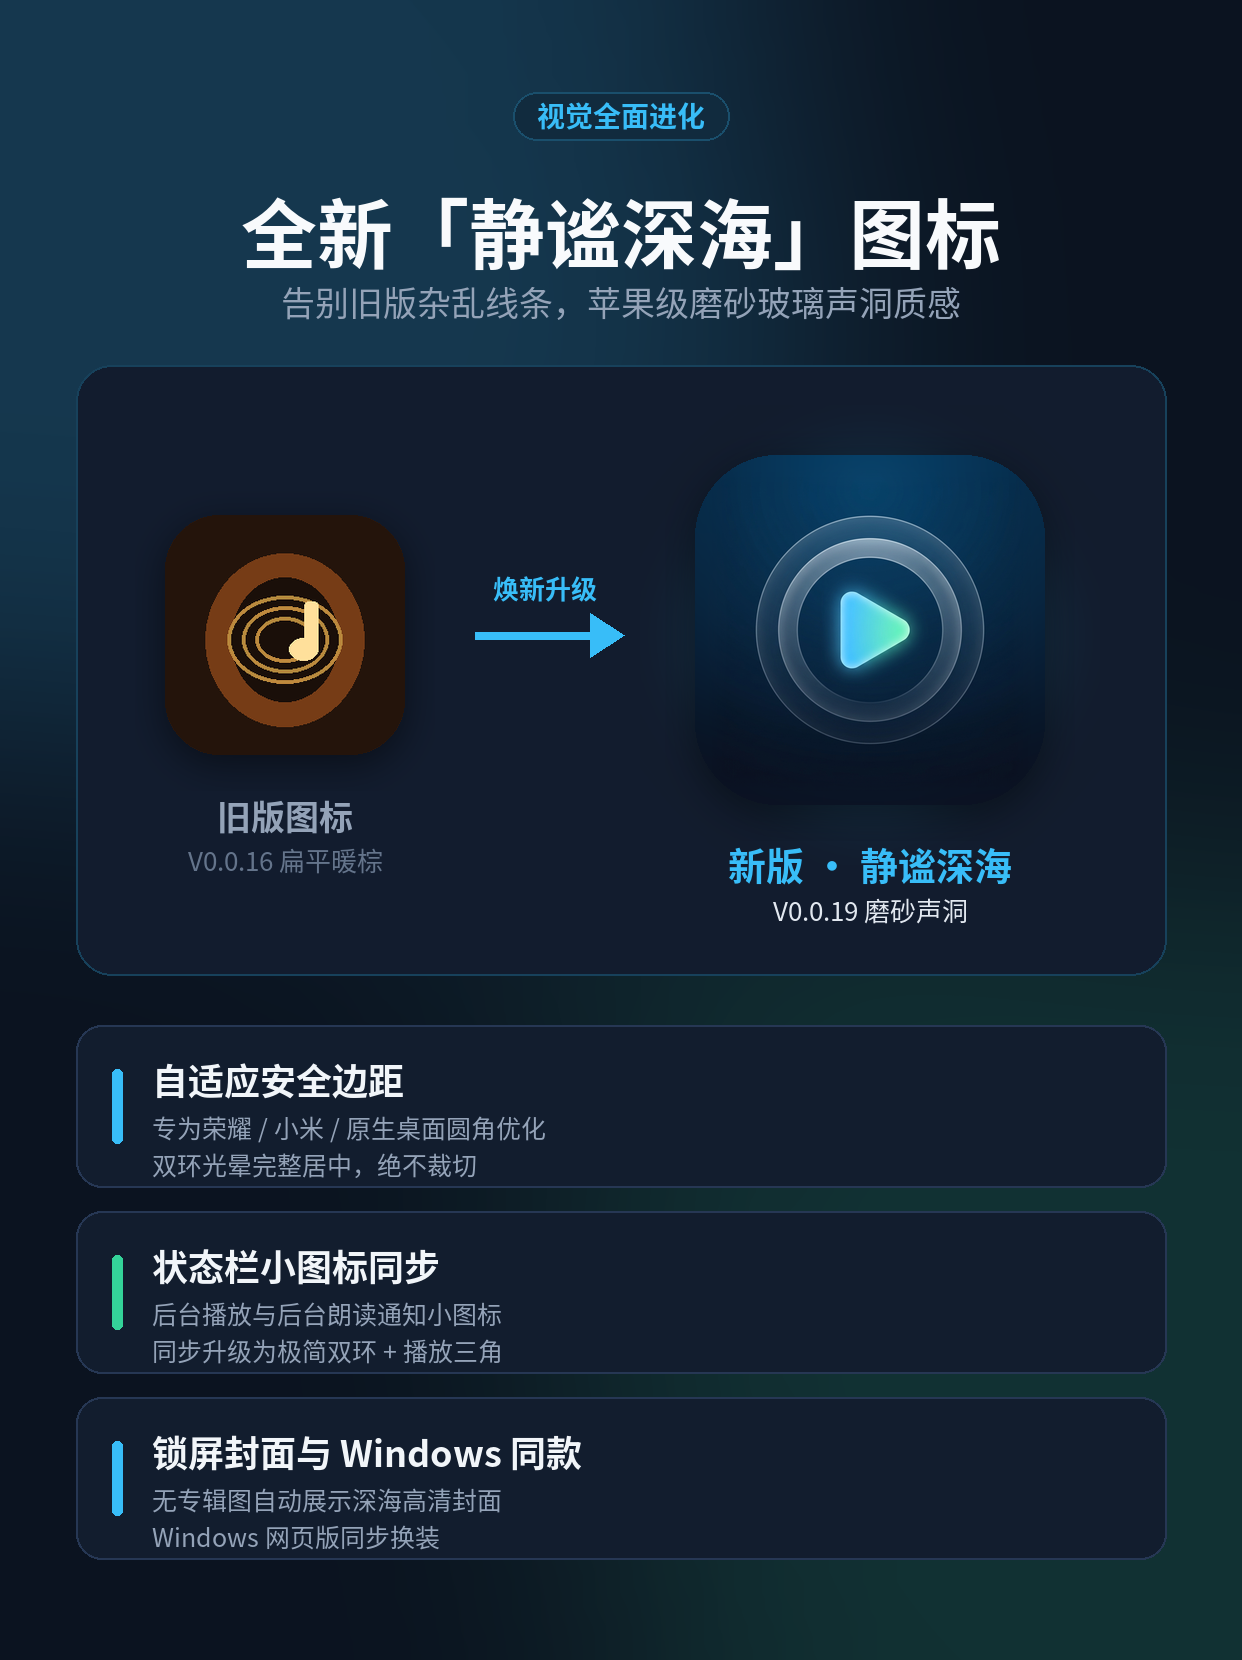 视觉全面进化
全新「静谧深海」图标
告别旧版杂乱线条，苹果级磨砂玻璃声洞质感
焕新升级
旧版图标
V0.0.16 扁平暖棕
新版 · 静谧深海
V0.0.19 磨砂声洞
自适应安全边距
专为荣耀 / 小米 / 原生桌面圆角优化
双环光晕完整居中，绝不裁切
状态栏小图标同步
后台播放与后台朗读通知小图标
同步升级为极简双环 + 播放三角
锁屏封面与 Windows 同款
无专辑图自动展示深海高清封面
Windows 网页版同步换装